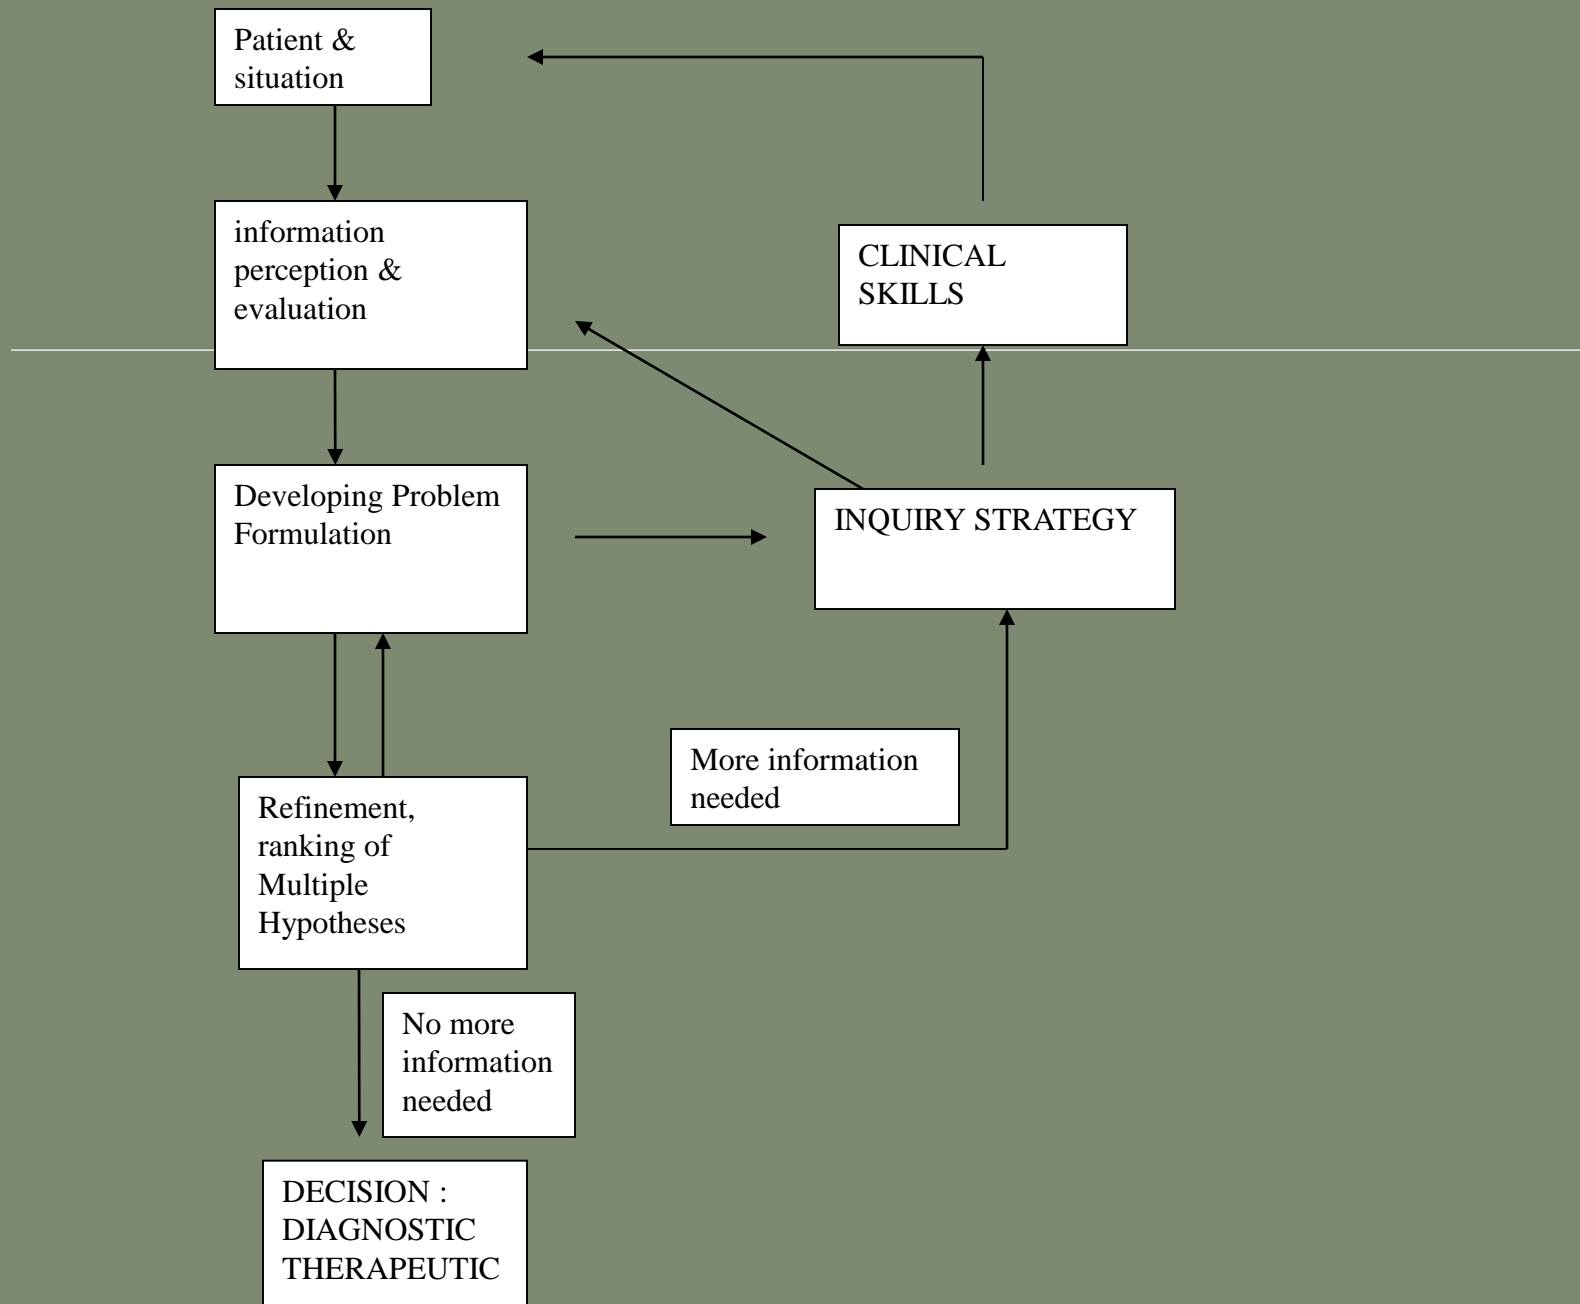 Patient &
situation
information
perception &
evaluation
CLINICAL
SKILLS
Developing Problem
Formulation
INQUIRY STRATEGY
More information
needed
Refinement,
ranking of
Multiple
Hypotheses
No more
information
needed
DECISION :
DIAGNOSTIC
THERAPEUTIC